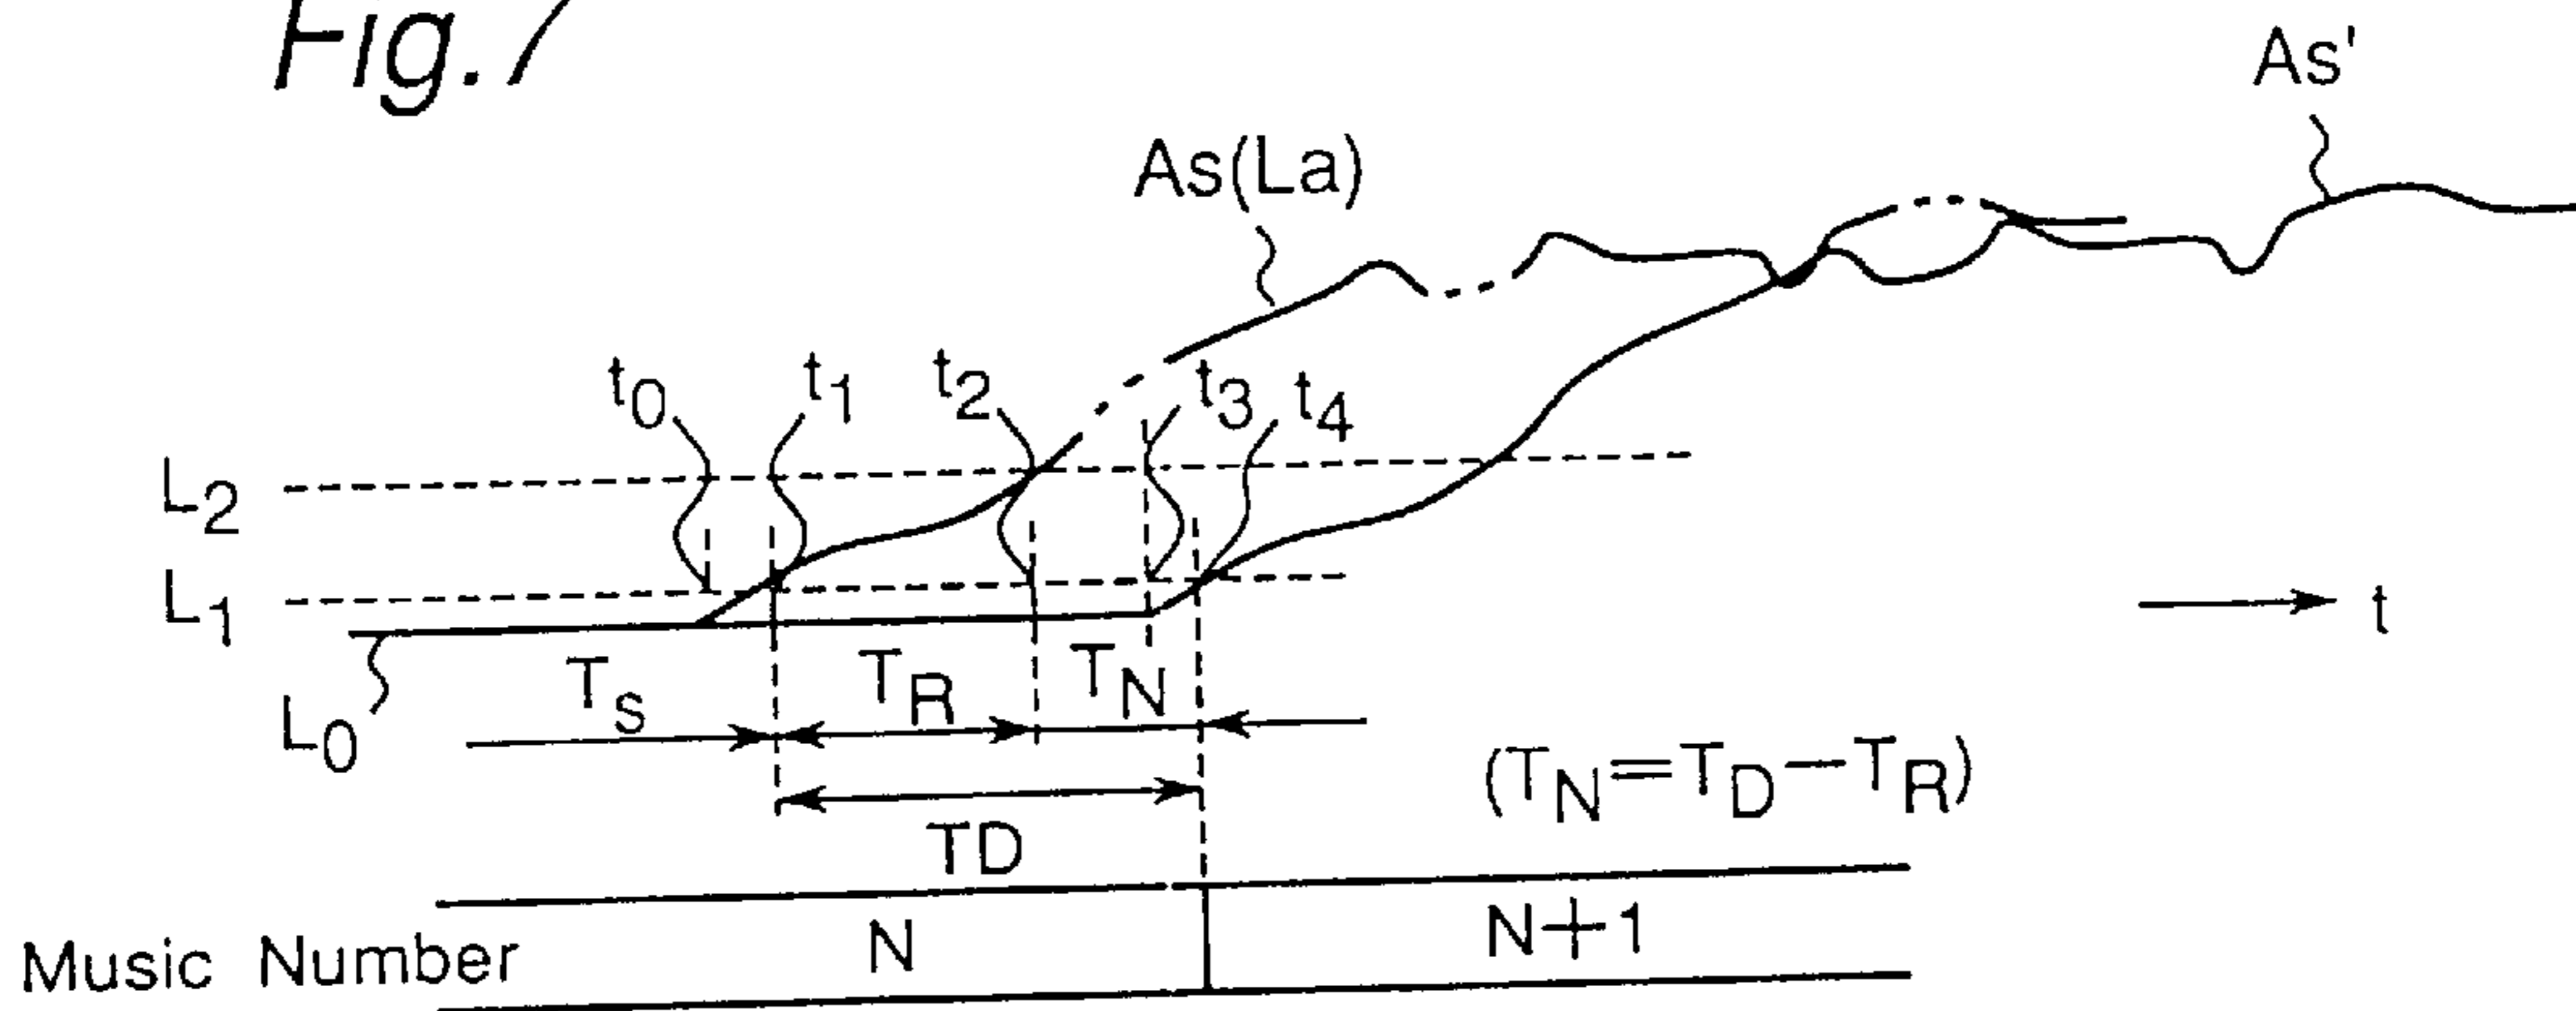 Fig.7
As'
As(La)
t0 t1 t2 t3 t4
L2
L1
t
L0
Ts TR TN
(TN=TD−TR)
TD
Music Number N N+1